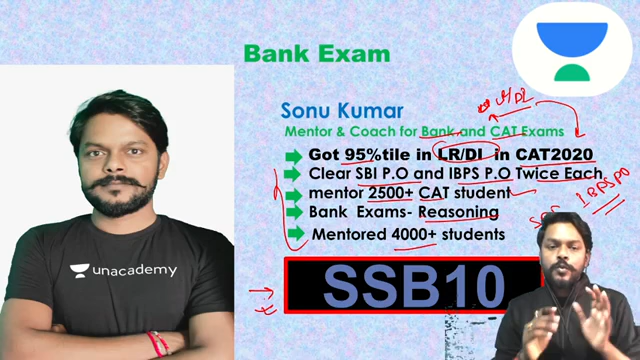 Bank Exam
Sonu Kumar
Mentor & Coach for Bank and CAT Exams
Got 95%tile in LR/DI in CAT2020
Clear SBI P.O and IBPS P.O Twice Each,
mentor 2500+ CAT student
Bank Exams- Reasoning
Mentored 4000+ students
IBPS PO
SSB10
unacademy